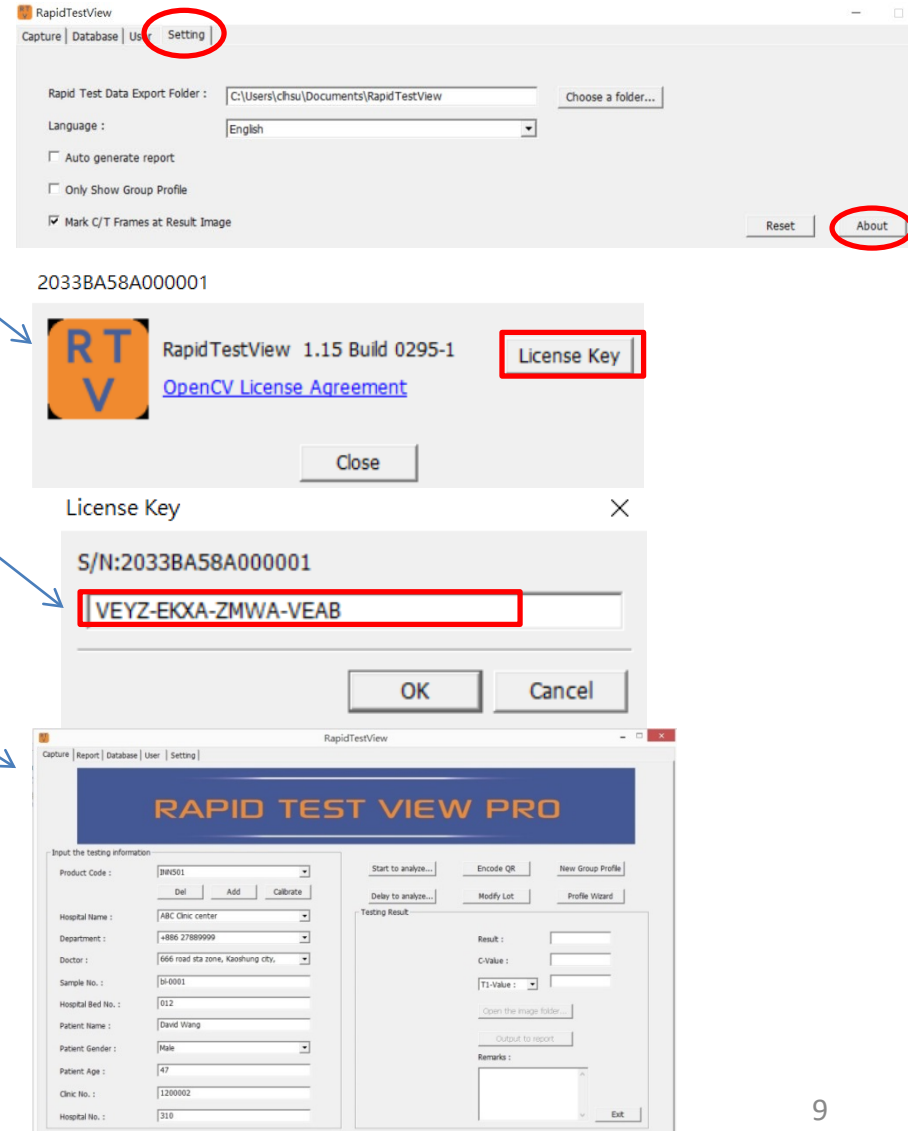 RapidTestView
Capture Database User Setting
Rapid Test Data Export Folder : C:\Users\clhsu\Documents\RapidTestView Choose a folder...
Language : English
Auto generate report
Only Show Group Profile
Mark C/T Frames at Result Image
Reset About
2033BA58A000001
RTV RapidTestView 1.15 Build 0295-1 License Key
OpenCV License Agreement
Close
License Key
S/N:2033BA58A000001
VEYZ-EKXA-ZMWA-VEAB
OK Cancel
RapidTestView
Capture Report Database User Setting
RAPID TEST VIEW PRO
Input the testing information
Product Code : INN501 Start to analyze... Encode QR New Group Profile
Del Add Calibrate Delay to analyze... Modify Lot Profile Wizard
Testing Result
Hospital Name : ABC Clinic center
Department : +886 27889999 Result :
Doctor : 666 road sta zone, Kaoshung city, C-Value :
Sample No. : bl-0001 T1-Value :
Hospital Bed No. : 012 Open the image folder...
Patient Name : David Wang
Patient Gender : Male Output to report
Remarks :
Patient Age : 47
Clinic No. : 1200002
Hospital No. : 310 Exit
9